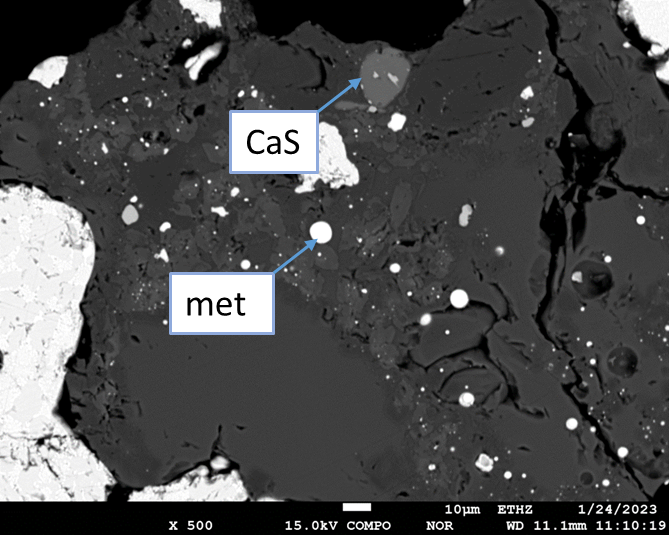 CaS
met
10μm ETHZ 1/24/2023
X 500 15.0kV COMPO NOR WD 11.1mm 11:10:19